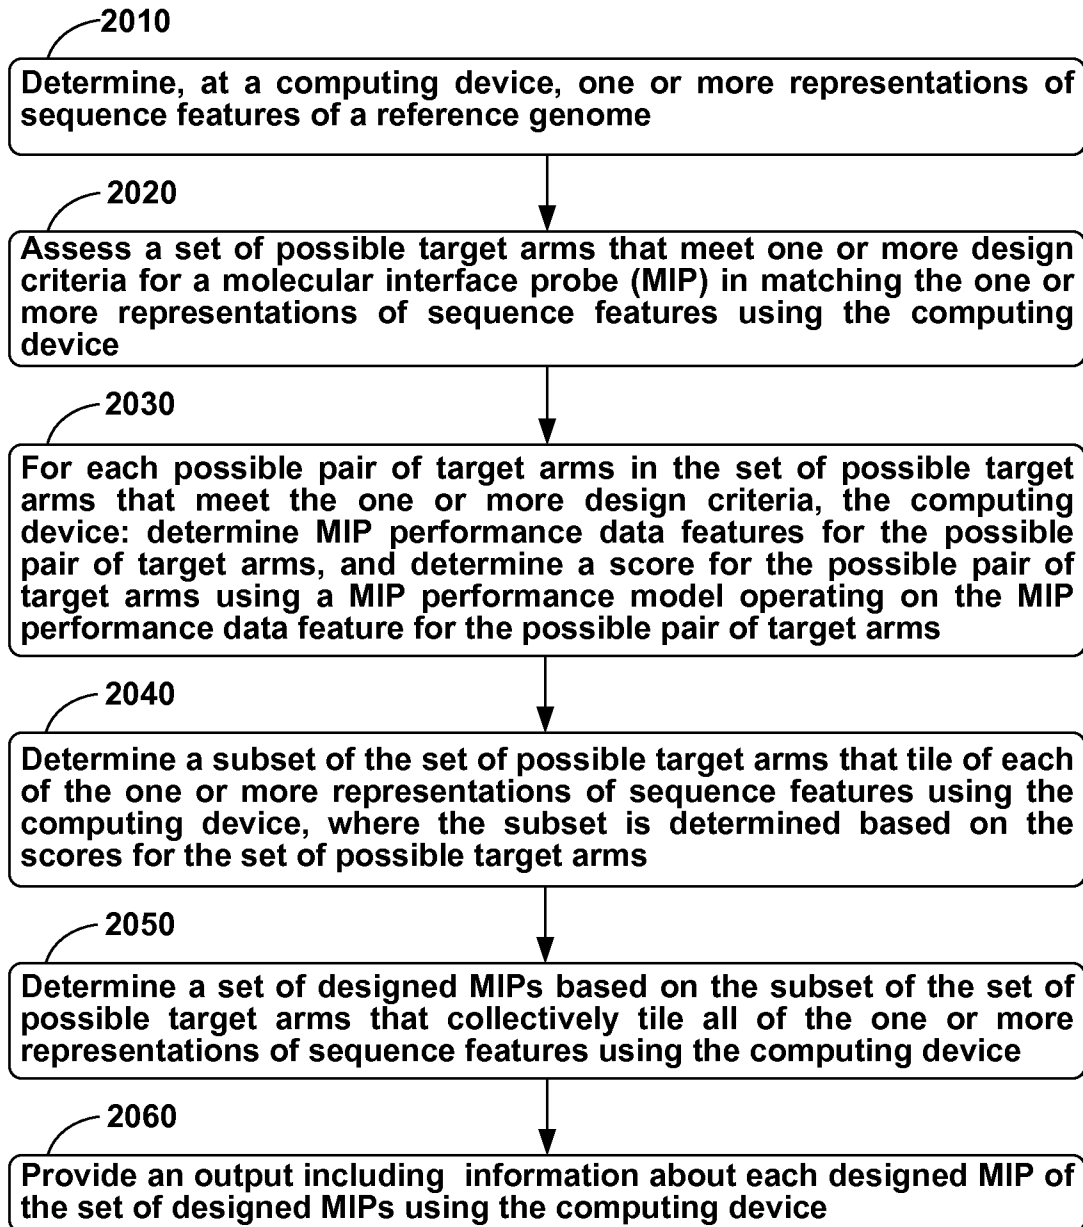 2010
Determine, at a computing device, one or more representations of
sequence features of a reference genome
2020
Assess a set of possible target arms that meet one or more design
criteria for a molecular interface probe (MIP) in matching the one or
more representations of sequence features using the computing
device
2030
For each possible pair of target arms in the set of possible target
arms that meet the one or more design criteria, the computing
device: determine MIP performance data features for the possible
pair of target arms, and determine a score for the possible pair of
target arms using a MIP performance model operating on the MIP
performance data feature for the possible pair of target arms
2040
Determine a subset of the set of possible target arms that tile of each
of the one or more representations of sequence features using the
computing device, where the subset is determined based on the
scores for the set of possible target arms
2050
Determine a set of designed MIPs based on the subset of the set of
possible target arms that collectively tile all of the one or more
representations of sequence features using the computing device
2060
Provide an output including information about each designed MIP of
the set of designed MIPs using the computing device